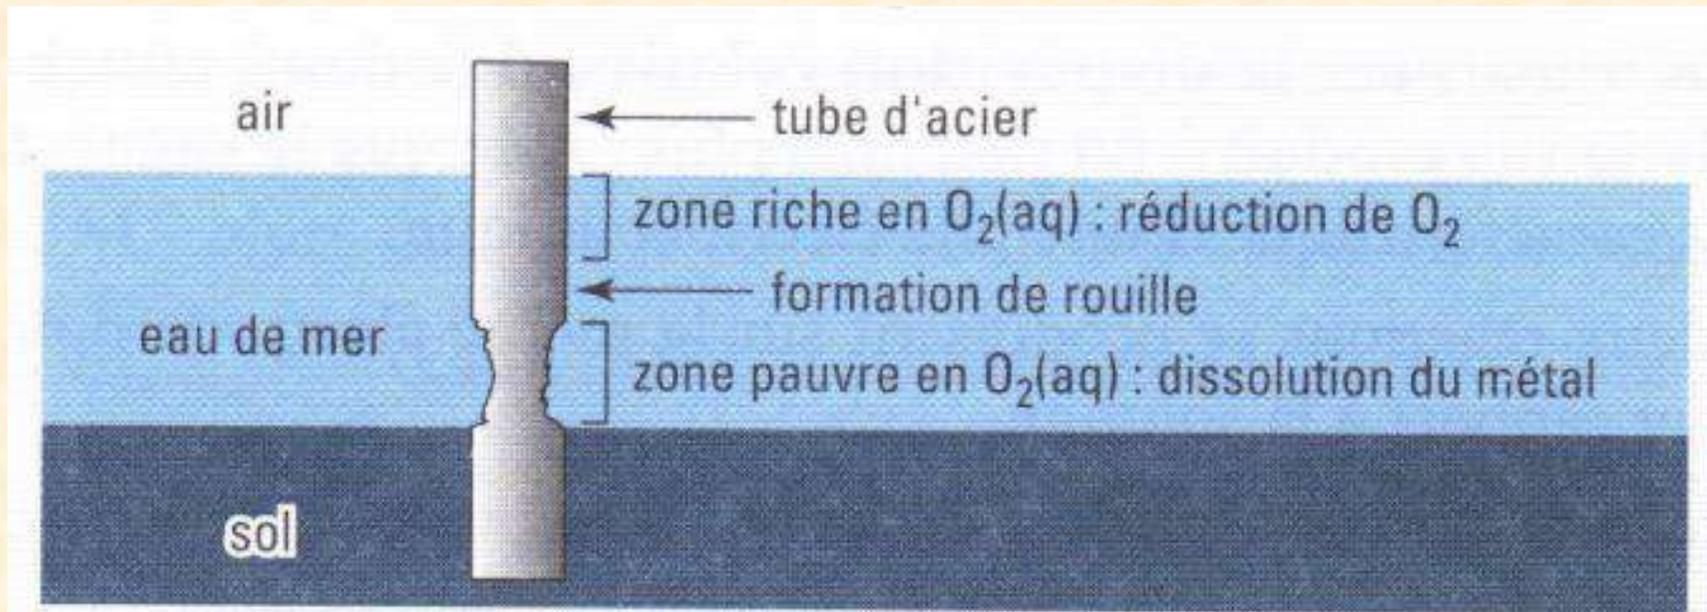 air
tube d'acier
zone riche en O₂(aq) : réduction de O₂
formation de rouille
eau de mer
zone pauvre en O₂(aq) : dissolution du métal
sol